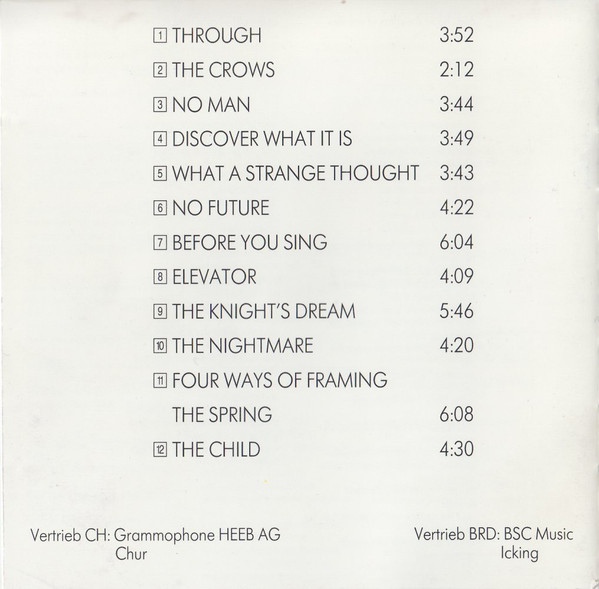 1 THROUGH 3:52
2 THE CROWS 2:12
3 NO MAN 3:44
4 DISCOVER WHAT IT IS 3:49
5 WHAT A STRANGE THOUGHT 3:43
6 NO FUTURE 4:22
7 BEFORE YOU SING 6:04
8 ELEVATOR 4:09
9 THE KNIGHT'S DREAM 5:46
10 THE NIGHTMARE 4:20
11 FOUR WAYS OF FRAMING
THE SPRING 6:08
12 THE CHILD 4:30
Vertrieb CH: Grammophone HEEB AG
Chur
Vertrieb BRD: BSC Music
Icking